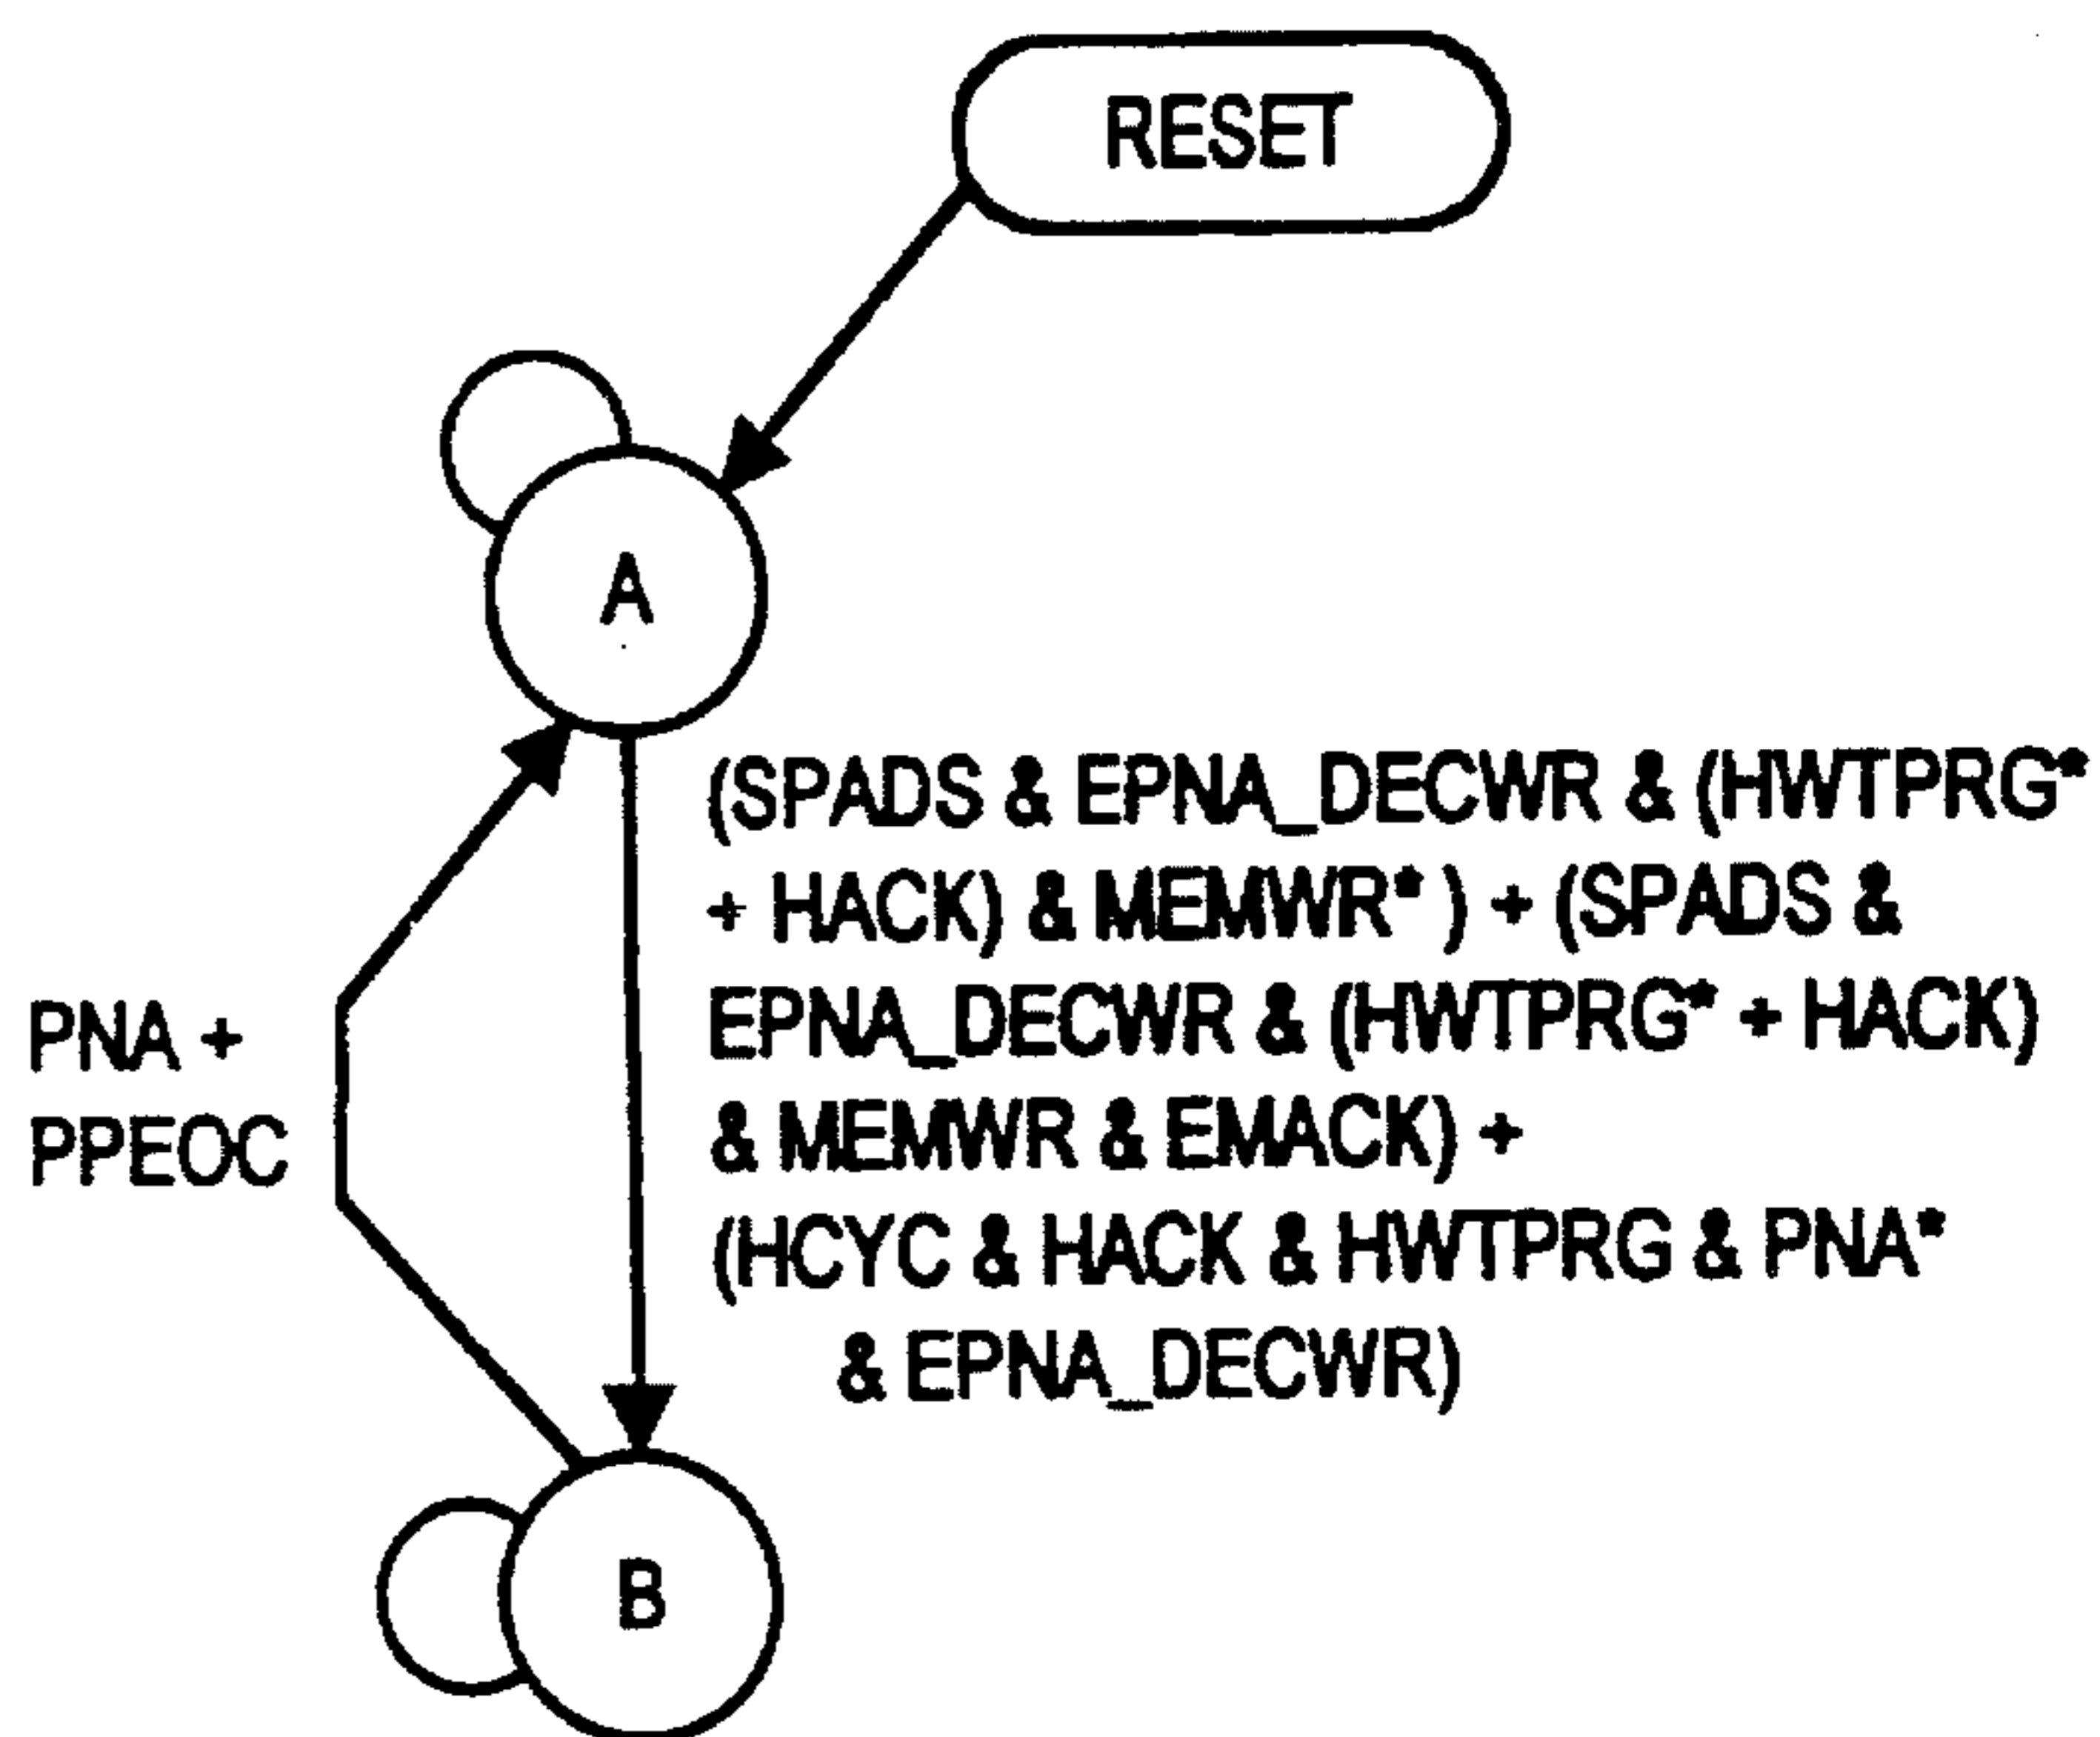 RESET
A
(SPADS & EPNA_DECWR & (HWTPRG*
+ HACK) & MEMWR* ) + (SPADS &
EPNA_DECWR & (HWTPRG* + HACK)
& MEMWR & EMACK) +
(HCYC & HACK & HWTPRG & PNA*
& EPNA_DECWR)
PNA +
PPEOC
B